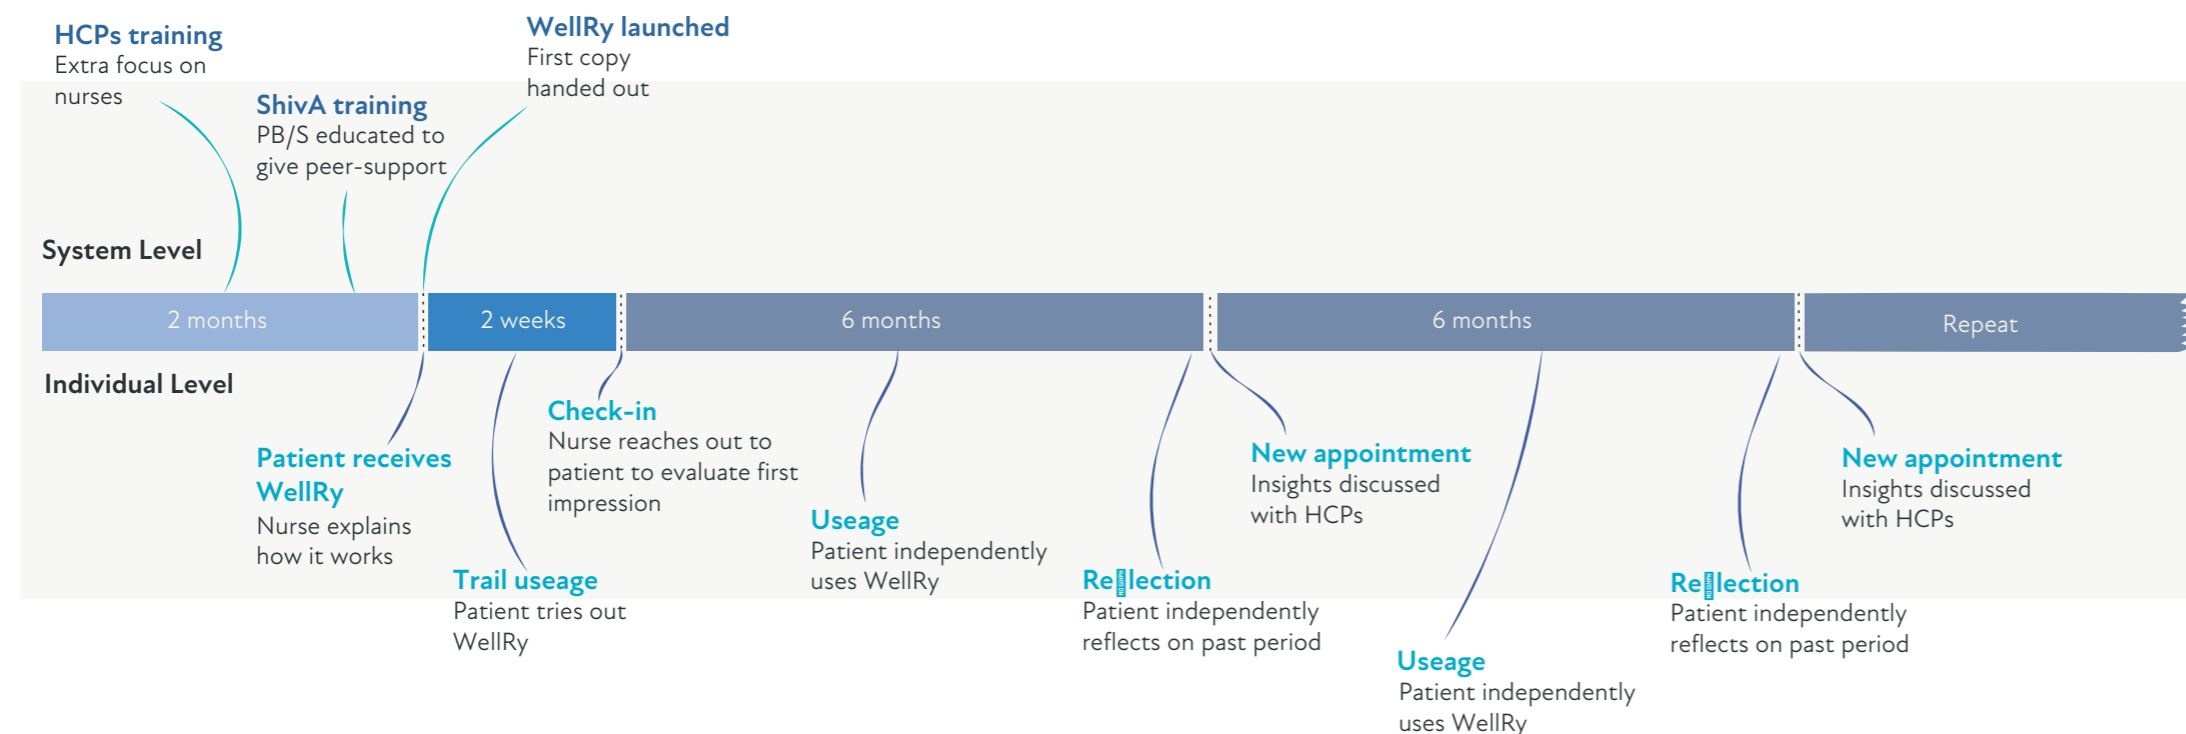 HCPs training
Extra focus on
nurses
ShivA training
PB/S educated to
give peer-support
WellRy launched
First copy
handed out
System Level
2 months
2 weeks
6 months
6 months
Repeat
Individual Level
Patient receives
WellRy
Nurse explains
how it works
Trail useage
Patient tries out
WellRy
Check-in
Nurse reaches out to
patient to evaluate first
impression
Useage
Patient independently
uses WellRy
Re▯lection
Patient independently
reflects on past period
New appointment
Insights discussed
with HCPs
Useage
Patient independently
uses WellRy
Re▯lection
Patient independently
reflects on past period
New appointment
Insights discussed
with HCPs